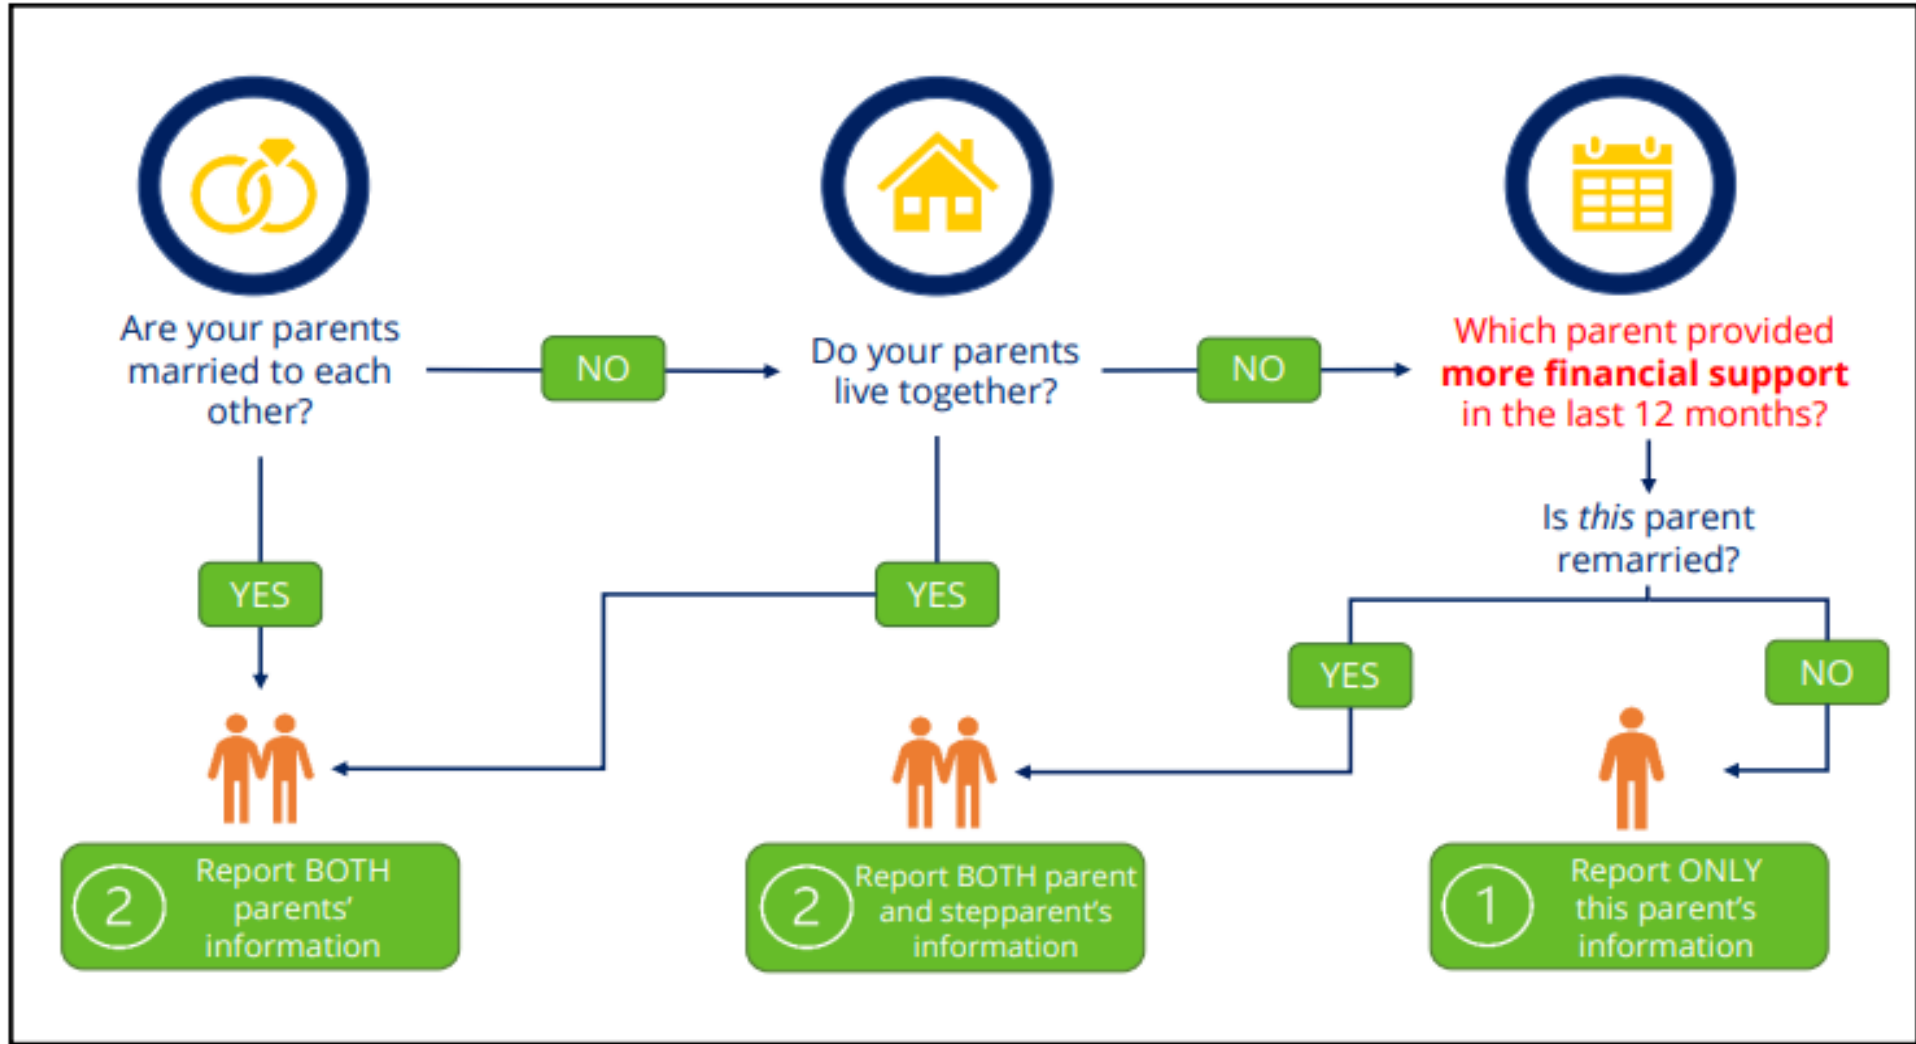 Are your parents
married to each
other?
NO
Do your parents
live together?
NO
Which parent provided
more financial support
in the last 12 months?
Is this parent
remarried?
YES
YES
YES
NO
2
Report BOTH
parents'
information
2
Report BOTH parent
and stepparent's
information
1
Report ONLY
this parent's
information